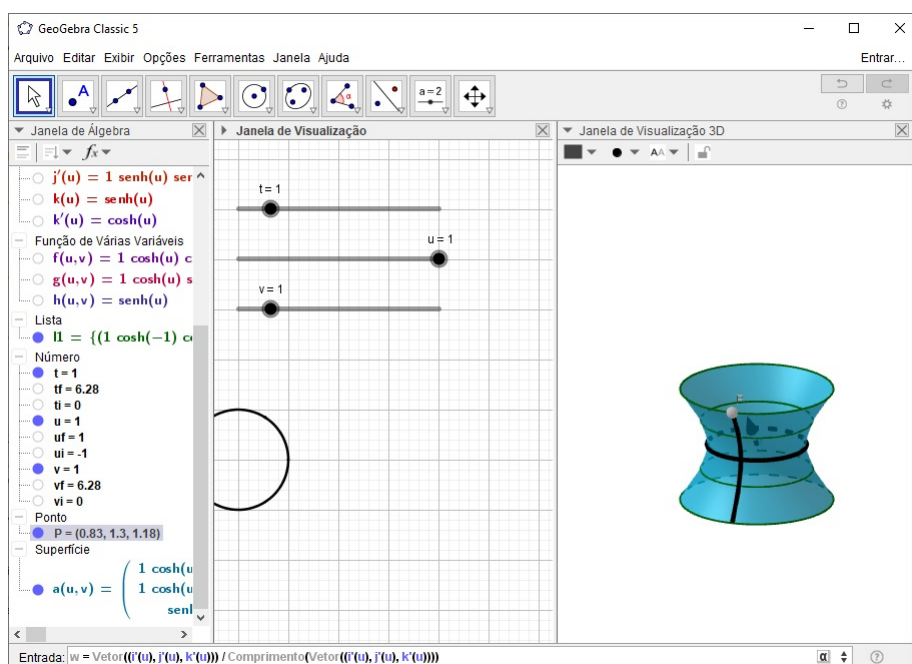 GeoGebra Classic 5
Arquivo Editar Exibir Opções Ferramentas Janela Ajuda
Entrar...
A
α
a = 2
Janela de Álgebra
Janela de Visualização
Janela de Visualização 3D
fx
AA
j′(u) = 1 senh(u) ser
k(u) = senh(u)
k′(u) = cosh(u)
Função de Várias Variáveis
f(u,v) = 1 cosh(u) c
g(u,v) = 1 cosh(u) s
h(u,v) = senh(u)
Lista
l1 = {(1 cosh(−1) c
Número
t = 1
tf = 6.28
ti = 0
u = 1
uf = 1
ui = -1
v = 1
vf = 6.28
vi = 0
Ponto
P = (0.83, 1.3, 1.18)
Superfície
a(u,v) = ( 1 cosh(u
1 cosh(u
senl
t = 1
u = 1
v = 1
P
Entrada: w = Vetor((i'(u), j'(u), k'(u))) / Comprimento(Vetor((i'(u), j'(u), k'(u))))
α